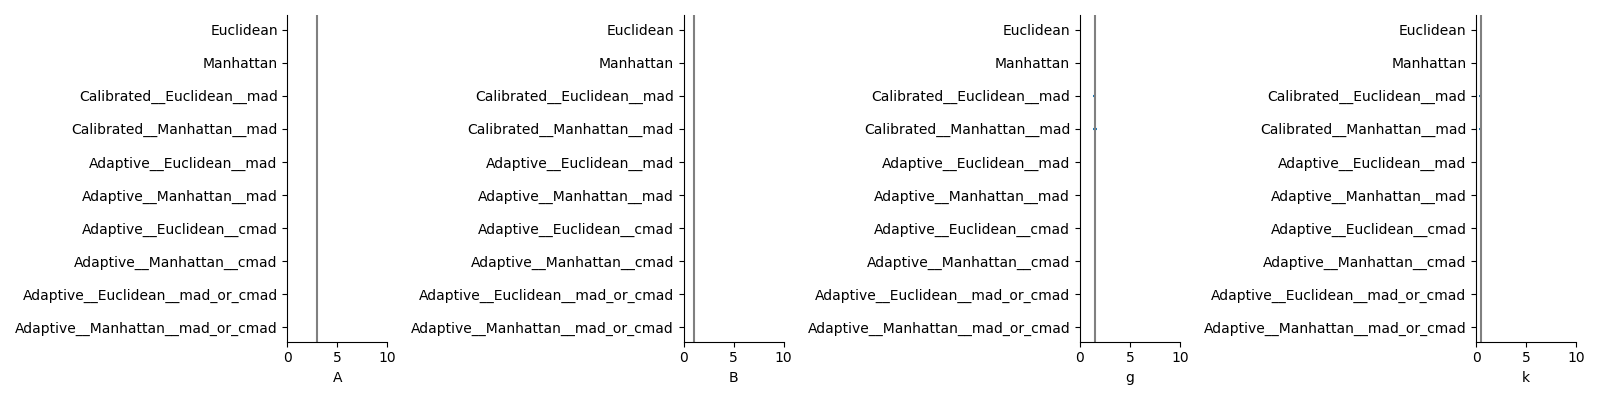 Euclidean
Manhattan
Calibrated__Euclidean__mad
Calibrated__Manhattan__mad
Adaptive__Euclidean__mad
Adaptive__Manhattan__mad
Adaptive__Euclidean__cmad
Adaptive__Manhattan__cmad
Adaptive__Euclidean__mad_or_cmad
Adaptive__Manhattan__mad_or_cmad
0 5 10
A
Euclidean
Manhattan
Calibrated__Euclidean__mad
Calibrated__Manhattan__mad
Adaptive__Euclidean__mad
Adaptive__Manhattan__mad
Adaptive__Euclidean__cmad
Adaptive__Manhattan__cmad
Adaptive__Euclidean__mad_or_cmad
Adaptive__Manhattan__mad_or_cmad
0 5 10
B
Euclidean
Manhattan
Calibrated__Euclidean__mad
Calibrated__Manhattan__mad
Adaptive__Euclidean__mad
Adaptive__Manhattan__mad
Adaptive__Euclidean__cmad
Adaptive__Manhattan__cmad
Adaptive__Euclidean__mad_or_cmad
Adaptive__Manhattan__mad_or_cmad
0 5 10
g
Euclidean
Manhattan
Calibrated__Euclidean__mad
Calibrated__Manhattan__mad
Adaptive__Euclidean__mad
Adaptive__Manhattan__mad
Adaptive__Euclidean__cmad
Adaptive__Manhattan__cmad
Adaptive__Euclidean__mad_or_cmad
Adaptive__Manhattan__mad_or_cmad
0 5 10
k